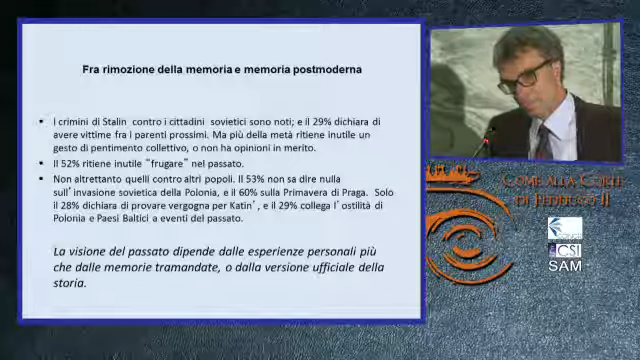 Fra rimozione della memoria e memoria postmoderna
• I crimini di Stalin contro i cittadini sovietici sono noti; e il 29% dichiara di
avere vittime fra i parenti prossimi. Ma più della metà ritiene inutile un
gesto di pentimento collettivo, o non ha opinioni in merito.
• Il 52% ritiene inutile "frugare" nel passato.
• Non altrettanto quelli contro altri popoli. Il 53% non sa dire nulla
sull'invasione sovietica della Polonia, e il 60% sulla Primavera di Praga. Solo
il 28% dichiara di provare vergogna per Katin', e il 29% collega l'ostilità di
Polonia e Paesi Baltici a eventi del passato.
La visione del passato dipende dalle esperienze personali più
che dalle memorie tramandate, o dalla versione ufficiale della
storia.
Come alla Corte
di Federico II
CSI
SAM